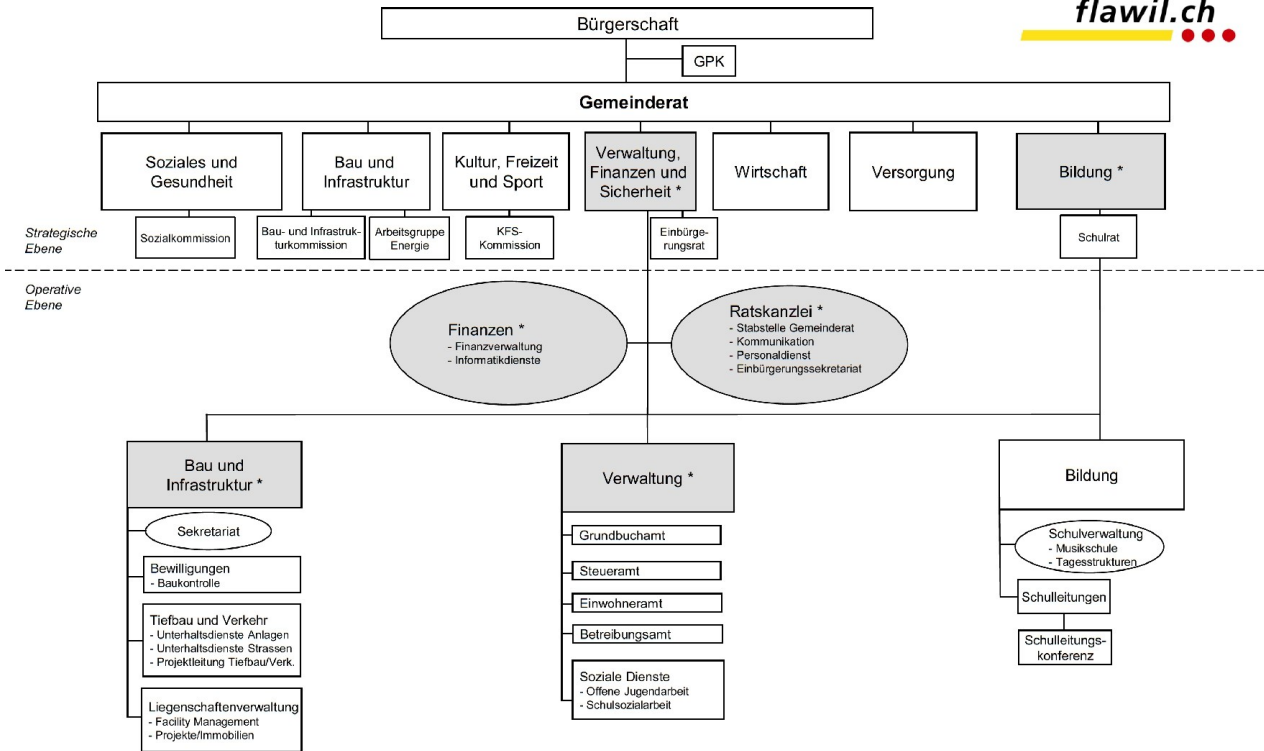 flawil.ch
Bürgerschaft
GPK
Gemeinderat
Soziales und
Gesundheit
Bau und
Infrastruktur
Kultur, Freizeit
und Sport
Verwaltung,
Finanzen und
Sicherheit *
Wirtschaft
Versorgung
Bildung *
Strategische
Ebene
Sozialkommission
Bau- und Infrastruk-
turkommission
Arbeitsgruppe
Energie
KFS-
Kommission
Einbürge-
rungsrat
Schulrat
Operative
Ebene
Finanzen *
- Finanzverwaltung
- Informatikdienste
Ratskanzlei *
- Stabstelle Gemeinderat
- Kommunikation
- Personaldienst
- Einbürgerungssekretariat
Bau und
Infrastruktur *
Sekretariat
Bewilligungen
- Baukontrolle
Tiefbau und Verkehr
- Unterhaltsdienste Anlagen
- Unterhaltsdienste Strassen
- Projektleitung Tiefbau/Verk.
Liegenschaftenverwaltung
- Facility Management
- Projekte/Immobilien
Verwaltung *
Grundbuchamt
Steueramt
Einwohneramt
Betreibungsamt
Soziale Dienste
- Offene Jugendarbeit
- Schulsozialarbeit
Bildung
Schulverwaltung
- Musikschule
- Tagesstrukturen
Schulleitungen
Schulleitungs-
konferenz